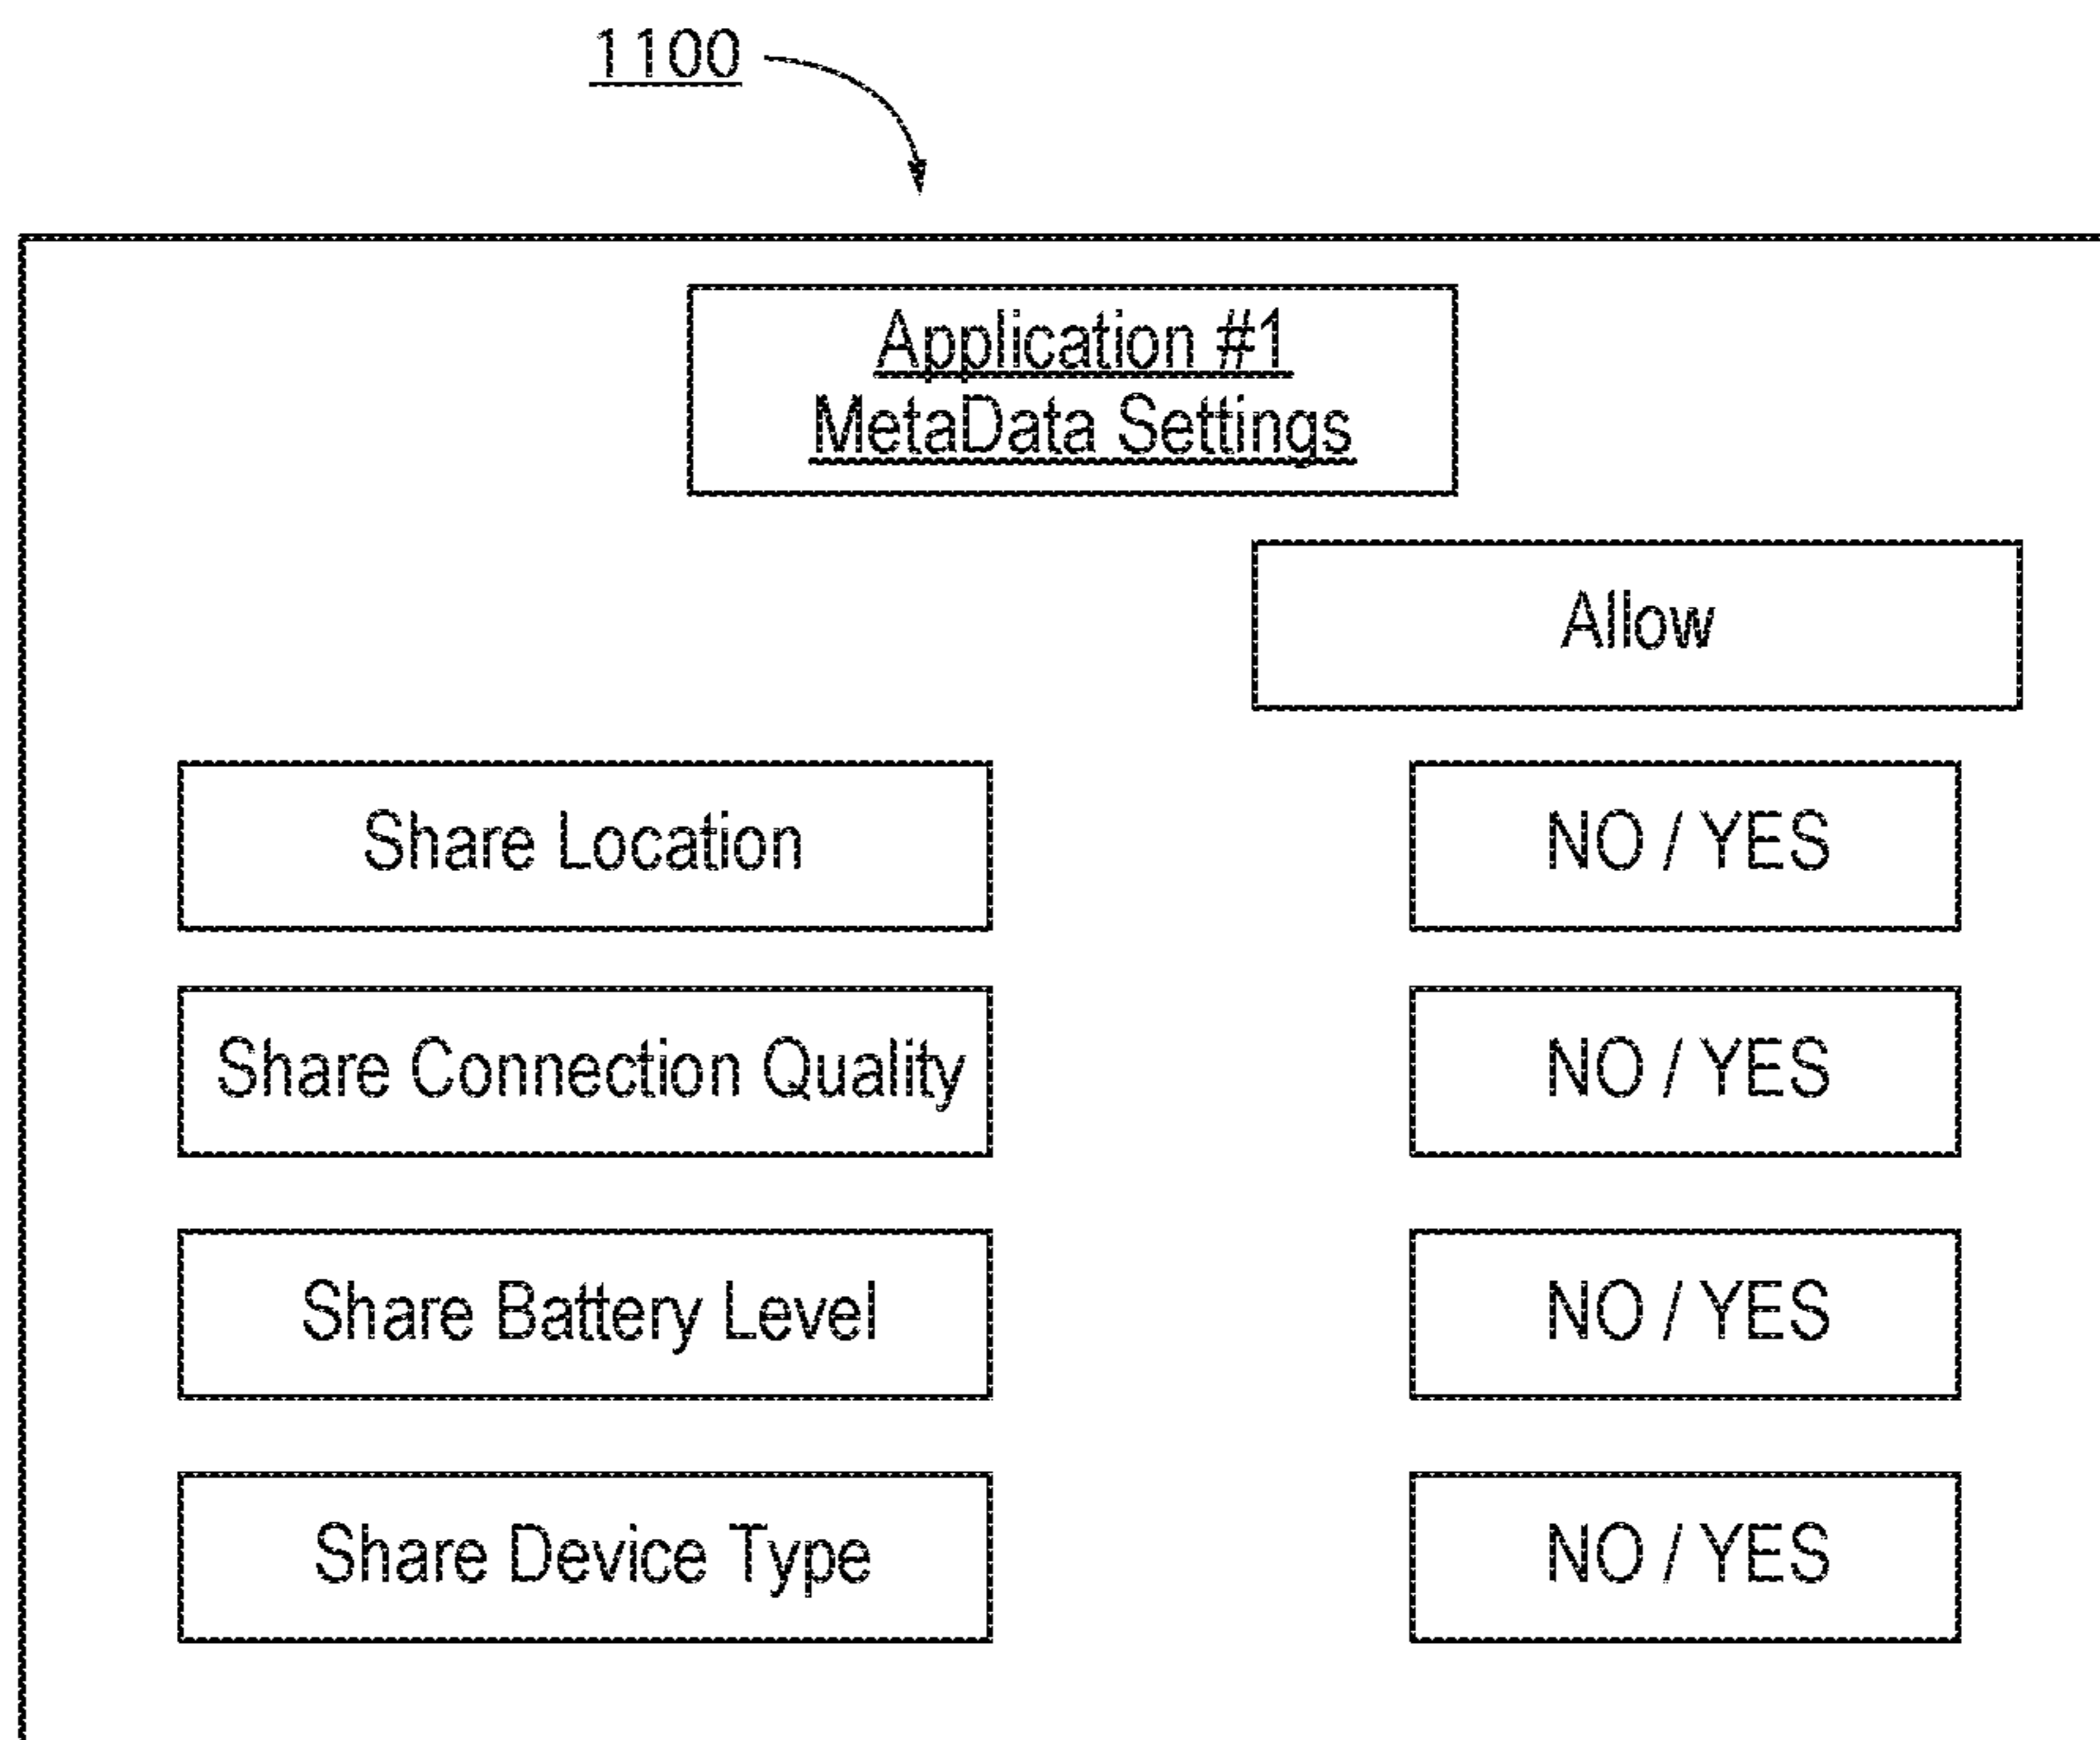 1100
Application #1
MetaData Settings
Allow
Share Location NO / YES
Share Connection Quality NO / YES
Share Battery Level NO / YES
Share Device Type NO / YES